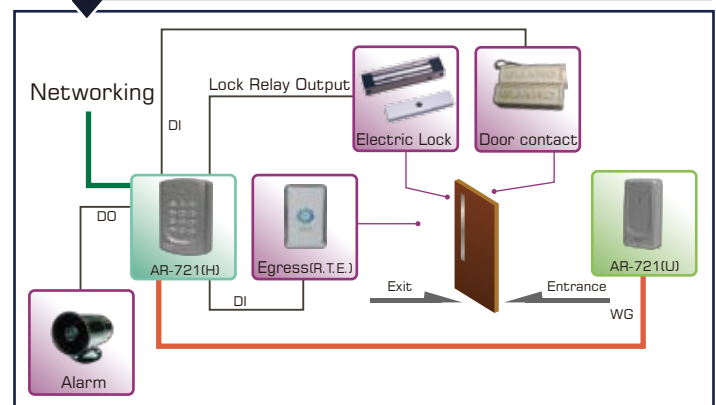 Networking
Lock Relay Output
DI
Electric Lock
Door contact
DO
AR-721(H)
Egress(R.T.E.)
AR-721(U)
DI
Exit
Entrance
WG
Alarm